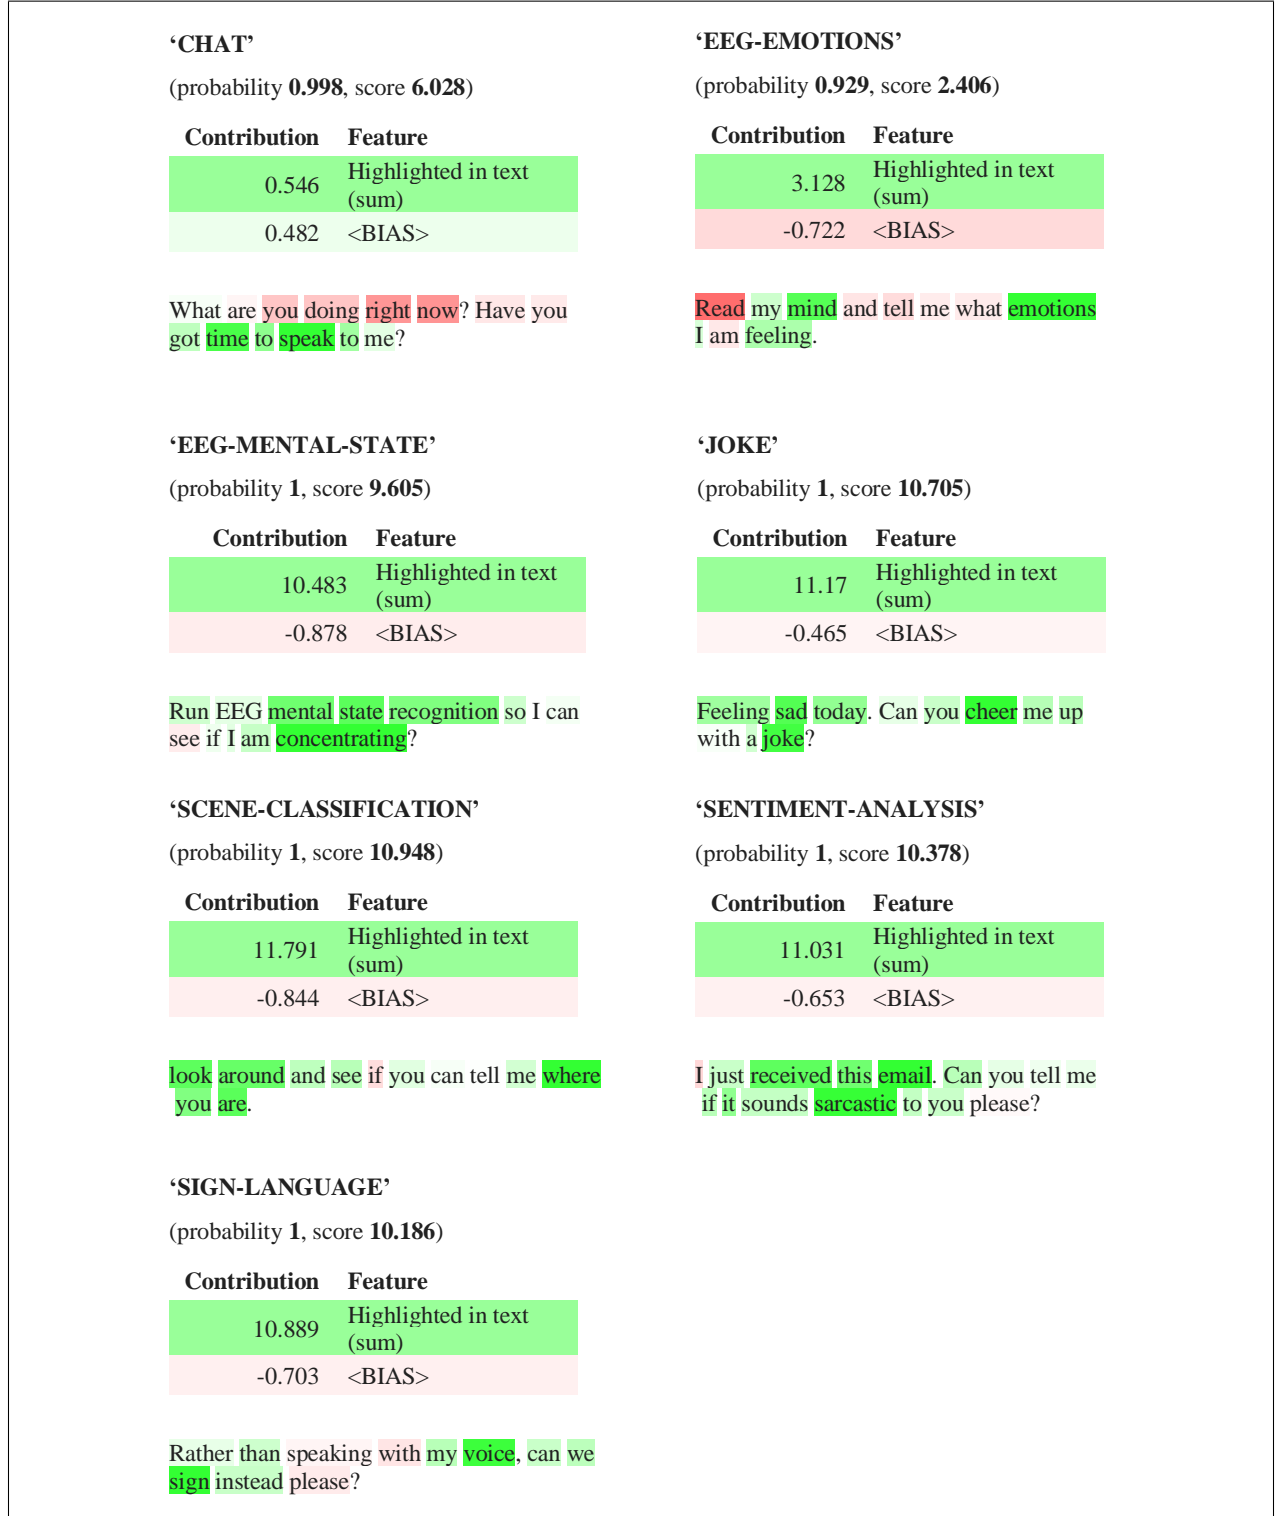 ‘CHAT’
(probability 0.998, score 6.028)
Contribution Feature
0.546 Highlighted in text
(sum)
0.482 <BIAS>
What are you doing right now? Have you
got time to speak to me?
‘EEG-EMOTIONS’
(probability 0.929, score 2.406)
Contribution Feature
3.128 Highlighted in text
(sum)
-0.722 <BIAS>
Read my mind and tell me what emotions
I am feeling.
‘EEG-MENTAL-STATE’
(probability 1, score 9.605)
Contribution Feature
10.483 Highlighted in text
(sum)
-0.878 <BIAS>
Run EEG mental state recognition so I can
see if I am concentrating?
‘JOKE’
(probability 1, score 10.705)
Contribution Feature
11.17 Highlighted in text
(sum)
-0.465 <BIAS>
Feeling sad today. Can you cheer me up
with a joke?
‘SCENE-CLASSIFICATION’
(probability 1, score 10.948)
Contribution Feature
11.791 Highlighted in text
(sum)
-0.844 <BIAS>
look around and see if you can tell me where
you are.
‘SENTIMENT-ANALYSIS’
(probability 1, score 10.378)
Contribution Feature
11.031 Highlighted in text
(sum)
-0.653 <BIAS>
I just received this email. Can you tell me
if it sounds sarcastic to you please?
‘SIGN-LANGUAGE’
(probability 1, score 10.186)
Contribution Feature
10.889 Highlighted in text
(sum)
-0.703 <BIAS>
Rather than speaking with my voice, can we
sign instead please?